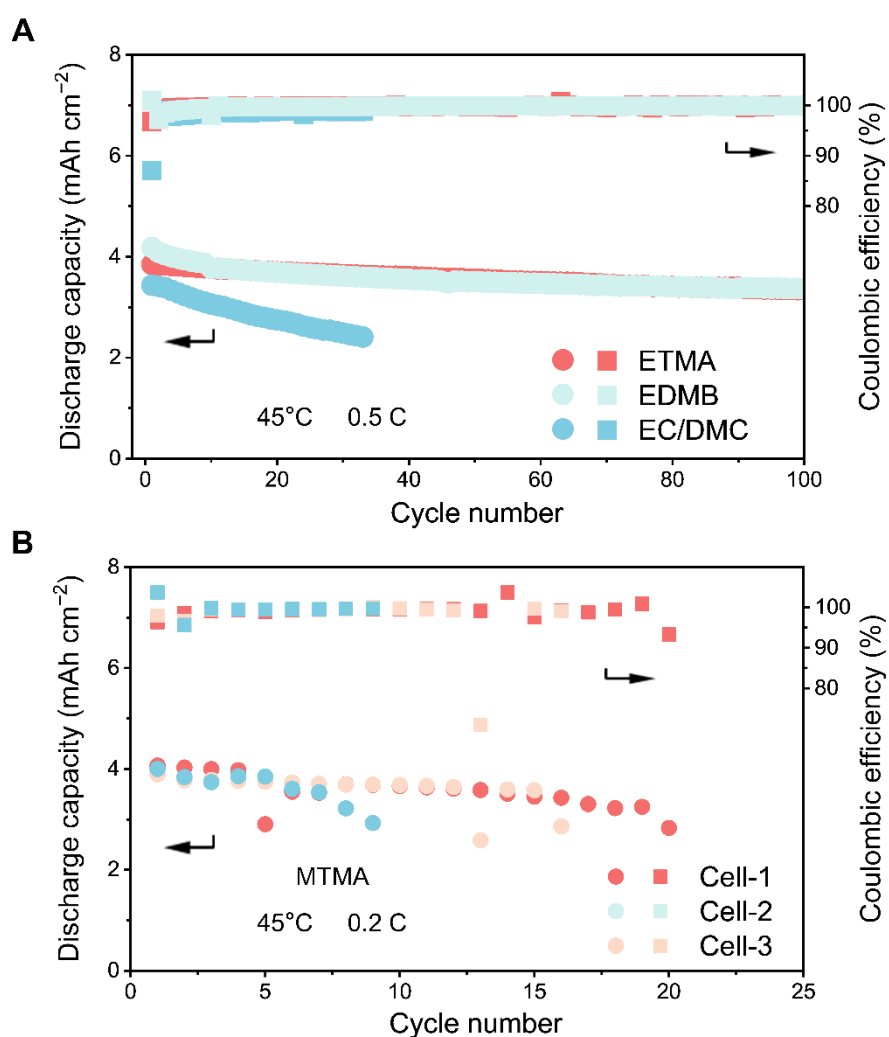 A
Discharge capacity (mAh cm⁻²)
8
6
4
2
0
100
90
80
Coulombic efficiency (%)
ETMA
EDMB
EC/DMC
45°C 0.5 C
0 20 40 60 80 100
Cycle number
B
Discharge capacity (mAh cm⁻²)
8
6
4
2
0
100
90
80
Coulombic efficiency (%)
MTMA
45°C 0.2 C
Cell-1
Cell-2
Cell-3
0 5 10 15 20 25
Cycle number